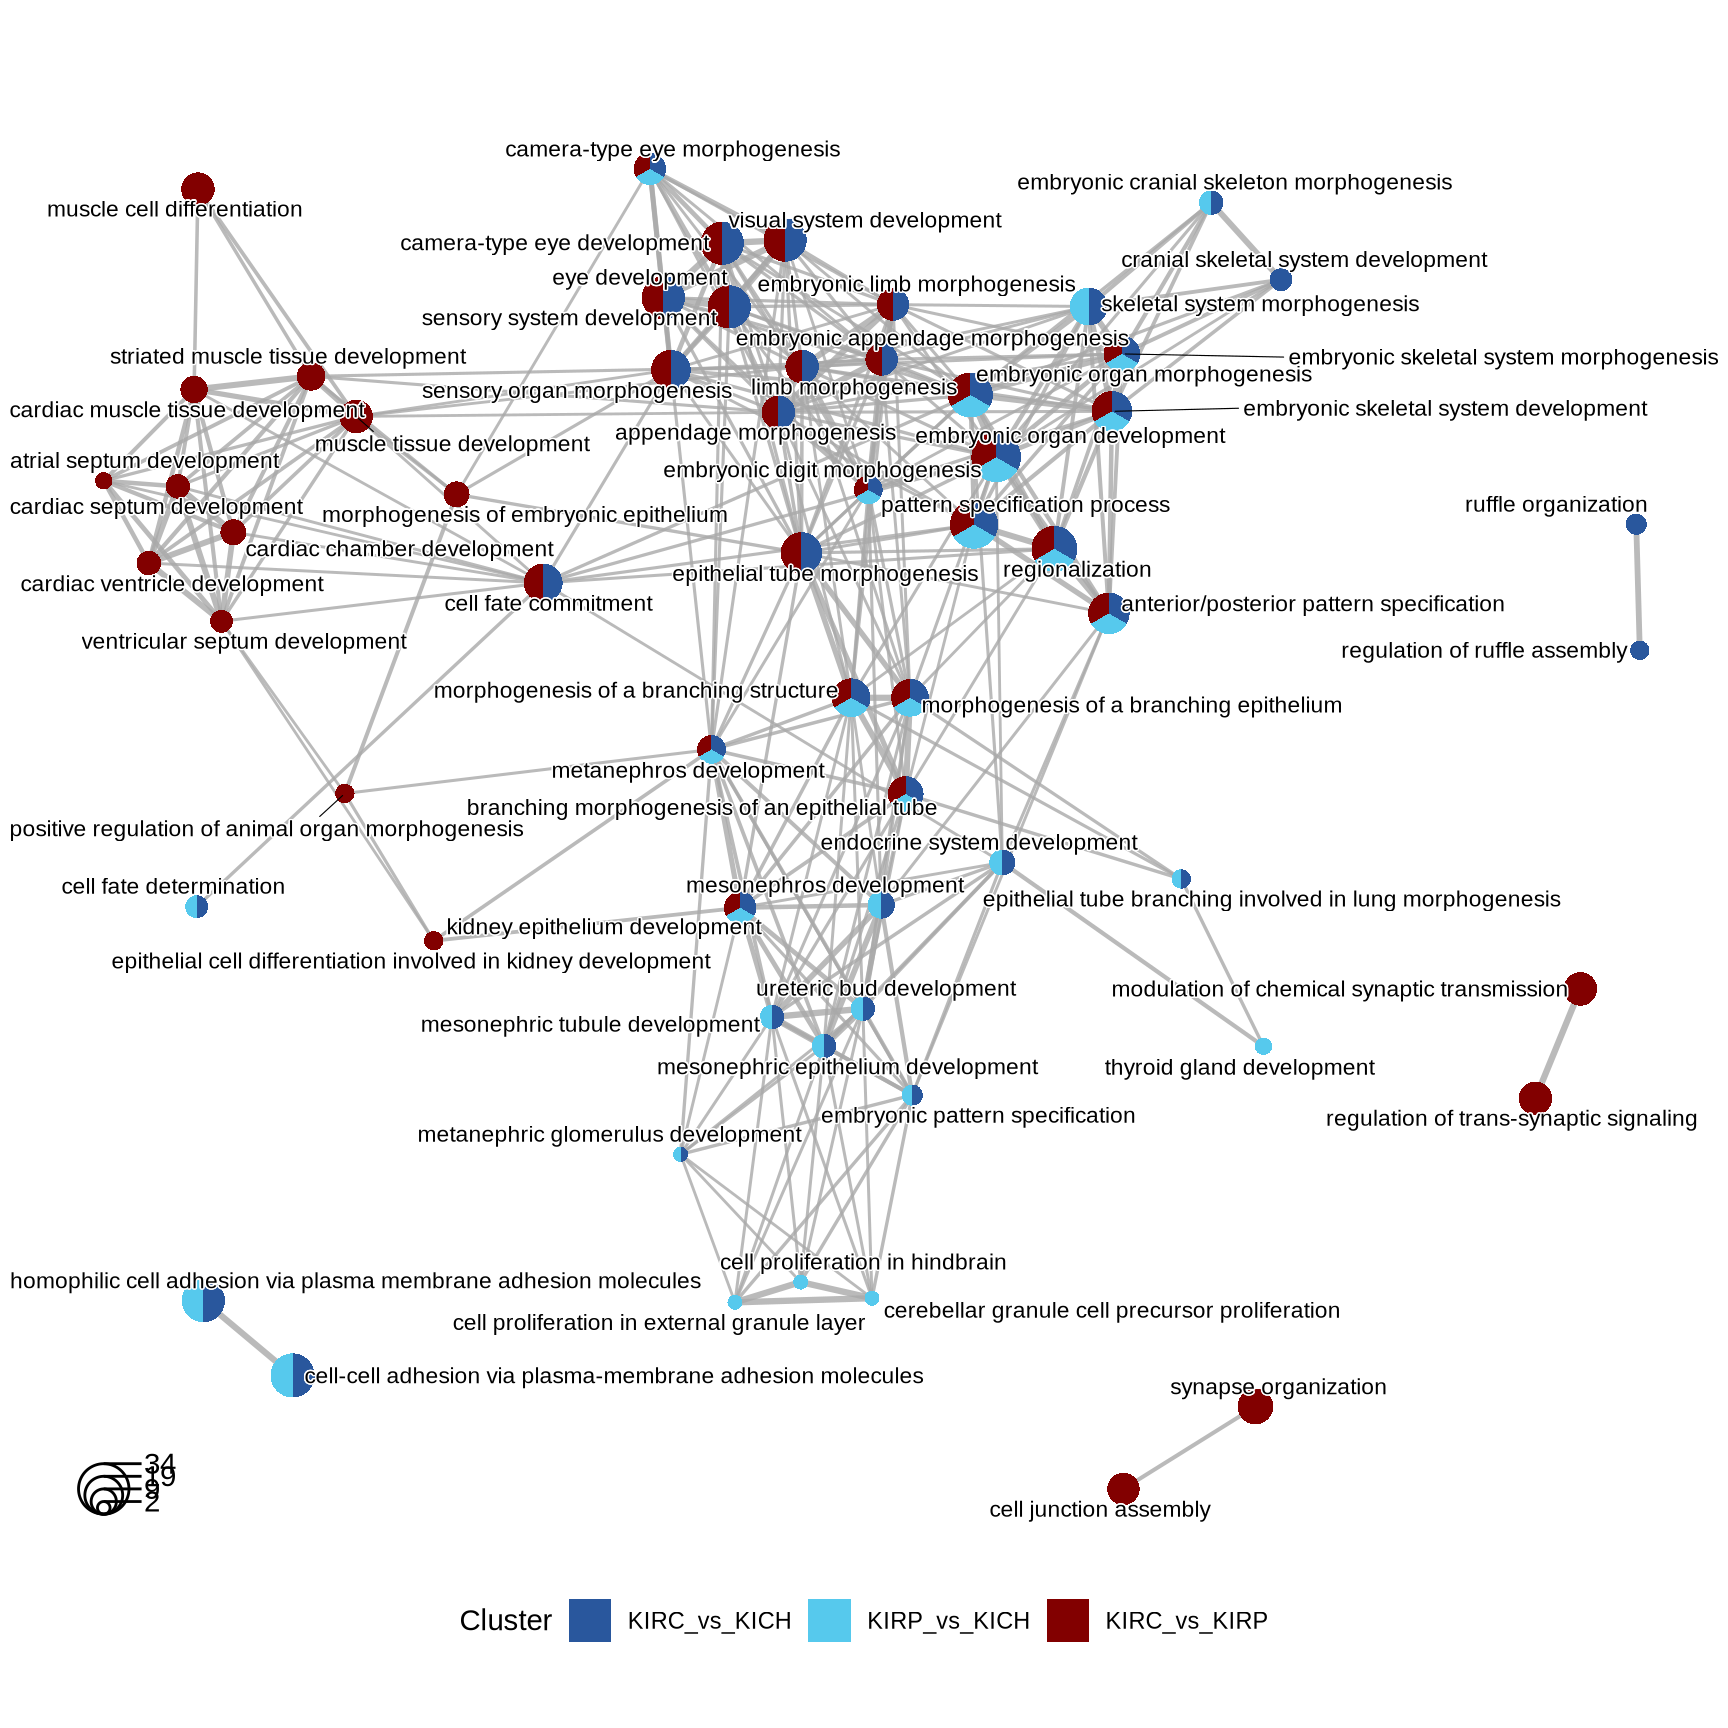 camera-type eye morphogenesis
embryonic cranial skeleton morphogenesis
muscle cell differentiation
visual system development
camera-type eye development
cranial skeletal system development
eye development
embryonic limb morphogenesis
skeletal system morphogenesis
sensory system development
embryonic appendage morphogenesis
striated muscle tissue development
embryonic skeletal system morphogenesis
embryonic organ morphogenesis
sensory organ morphogenesis
limb morphogenesis
cardiac muscle tissue development
embryonic skeletal system development
appendage morphogenesis
embryonic organ development
muscle tissue development
atrial septum development
embryonic digit morphogenesis
cardiac septum development
pattern specification process
ruffle organization
morphogenesis of embryonic epithelium
cardiac chamber development
regionalization
epithelial tube morphogenesis
cardiac ventricle development
cell fate commitment
anterior/posterior pattern specification
ventricular septum development
regulation of ruffle assembly
morphogenesis of a branching structure
morphogenesis of a branching epithelium
metanephros development
branching morphogenesis of an epithelial tube
positive regulation of animal organ morphogenesis
endocrine system development
cell fate determination
mesonephros development
epithelial tube branching involved in lung morphogenesis
kidney epithelium development
epithelial cell differentiation involved in kidney development
ureteric bud development
modulation of chemical synaptic transmission
mesonephric tubule development
mesonephric epithelium development
thyroid gland development
embryonic pattern specification
regulation of trans-synaptic signaling
metanephric glomerulus development
cell proliferation in hindbrain
homophilic cell adhesion via plasma membrane adhesion molecules
cerebellar granule cell precursor proliferation
cell proliferation in external granule layer
cell-cell adhesion via plasma-membrane adhesion molecules
synapse organization
34
19
9
2
cell junction assembly
Cluster KIRC_vs_KICH KIRP_vs_KICH KIRC_vs_KIRP